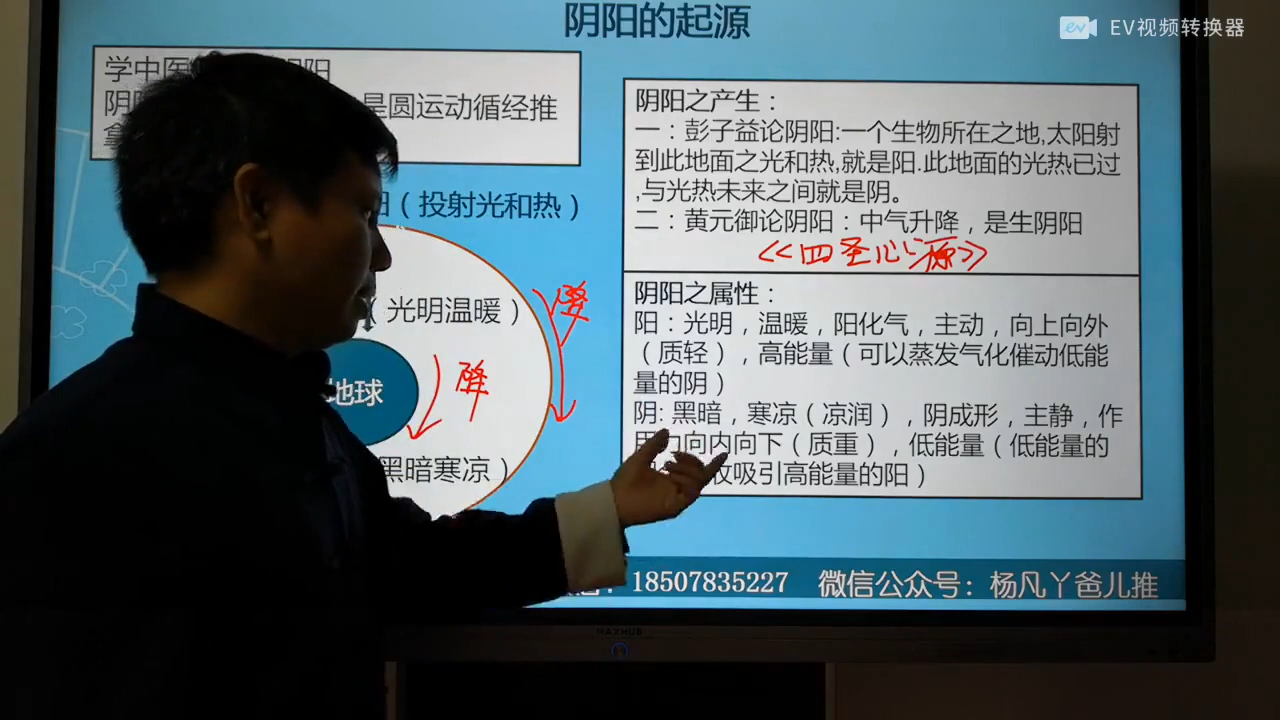 阴阳的起源
EV视频转换器
学中医
阴阳
是圆运动循经推
拿
阴阳之产生：
一：彭子益论阴阳:一个生物所在之地,太阳射
到此地面之光和热,就是阳.此地面的光热已过
,与光热未来之间就是阴。
二：黄元御论阴阳：中气升降，是生阴阳
<<四圣心源>>
阳（投射光和热）
（光明温暖）
降
地球
降
黑暗寒凉）
阴阳之属性：
阳：光明，温暖，阳化气，主动，向上向外
（质轻），高能量（可以蒸发气化催动低能
量的阴）
阴: 黑暗，寒凉（凉润），阴成形，主静，作
用力向内向下（质重），低能量（低能量的
吸引高能量的阳）
18507835227 微信公众号：杨凡丫爸儿推
MAXHUB